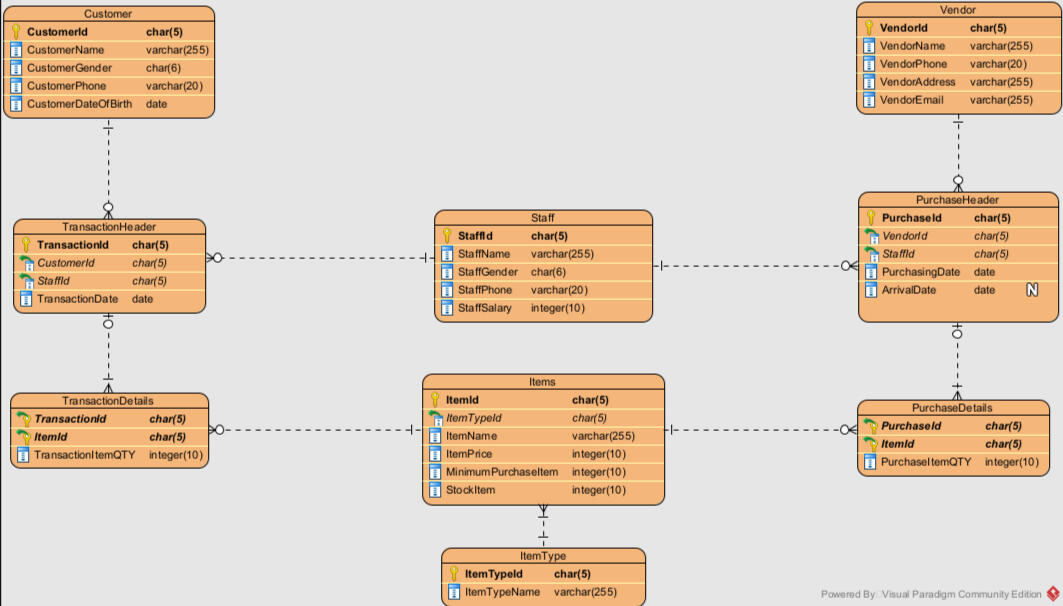 Customer
CustomerId char(5)
CustomerName varchar(255)
CustomerGender char(6)
CustomerPhone varchar(20)
CustomerDateOfBirth date
Vendor
VendorId char(5)
VendorName varchar(255)
VendorPhone varchar(20)
VendorAddress varchar(255)
VendorEmail varchar(255)
TransactionHeader
TransactionId char(5)
CustomerId char(5)
StaffId char(5)
TransactionDate date
Staff
StaffId char(5)
StaffName varchar(255)
StaffGender char(6)
StaffPhone varchar(20)
StaffSalary integer(10)
PurchaseHeader
PurchaseId char(5)
VendorId char(5)
StaffId char(5)
PurchasingDate date
ArrivalDate date N
TransactionDetails
TransactionId char(5)
ItemId char(5)
TransactionItemQTY integer(10)
Items
ItemId char(5)
ItemTypeId char(5)
ItemName varchar(255)
ItemPrice integer(10)
MinimumPurchaseItem integer(10)
StockItem integer(10)
PurchaseDetails
PurchaseId char(5)
ItemId char(5)
PurchaseItemQTY integer(10)
ItemType
ItemTypeId char(5)
ItemTypeName varchar(255)
Powered By Visual Paradigm Community Edition